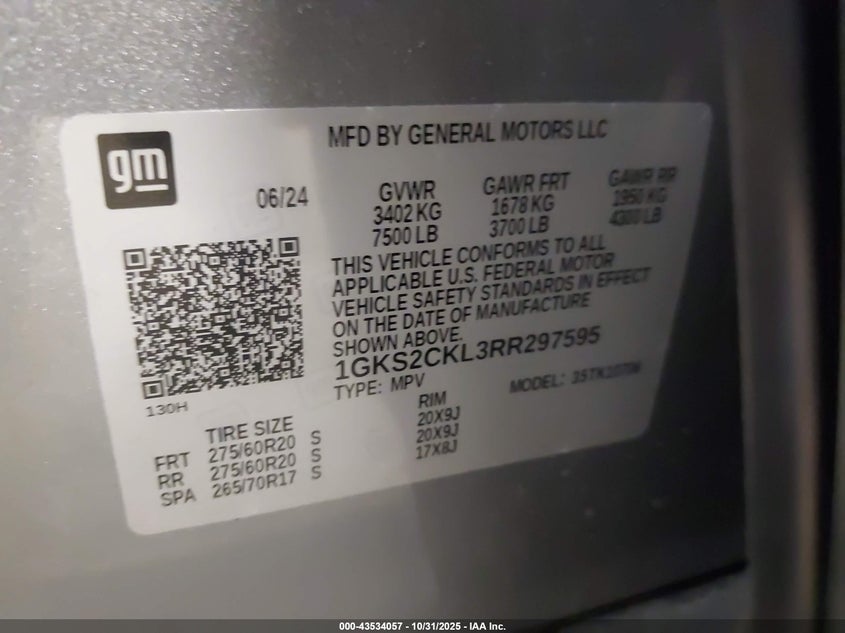 gm
MFD BY GENERAL MOTORS LLC
06/24
GVWR GAWR FRT GAWR RR
3402 KG 1678 KG 1950 KG
7500 LB 3700 LB 4300 LB
THIS VEHICLE CONFORMS TO ALL
APPLICABLE U.S. FEDERAL MOTOR
VEHICLE SAFETY STANDARDS IN EFFECT
ON THE DATE OF MANUFACTURE
SHOWN ABOVE.
1GKS2CKL3RR297595
TYPE: MPV MODEL:
130H
TIRE SIZE RIM
FRT 275/60R20 S 20X9J
RR 275/60R20 S 20X9J
SPA 265/70R17 S 17X8J
000-43534057 - 10/31/2025 - IAA Inc.